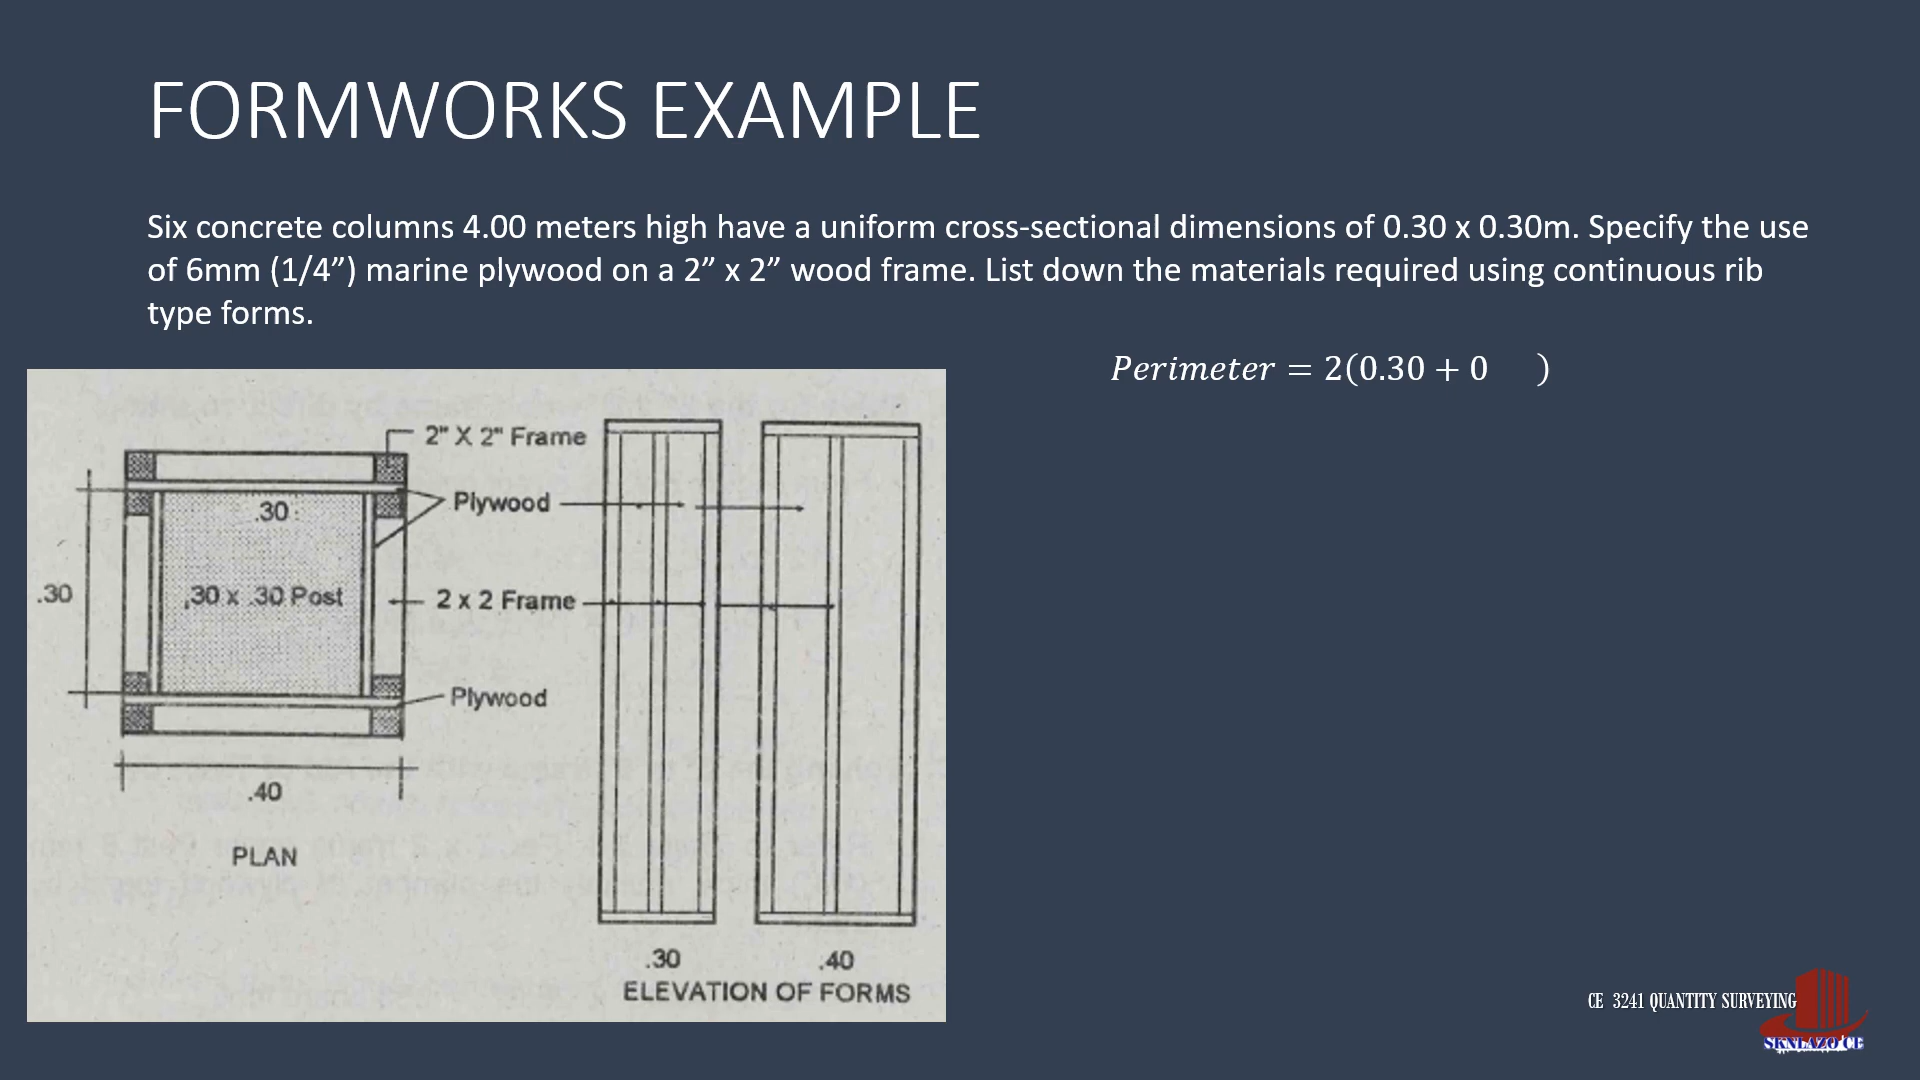 FORMWORKS EXAMPLE
Six concrete columns 4.00 meters high have a uniform cross-sectional dimensions of 0.30 x 0.30m. Specify the use
of 6mm (1/4”) marine plywood on a 2” x 2” wood frame. List down the materials required using continuous rib
type forms.
Perimeter = 2(0.30 + 0 )
2" X 2" Frame
Plywood
.30
.30
,30 x .30 Post
2 x 2 Frame
Plywood
.40
PLAN
.30 .40
ELEVATION OF FORMS
CE 3241 QUANTITY SURVEYING
SKNLAZO CE